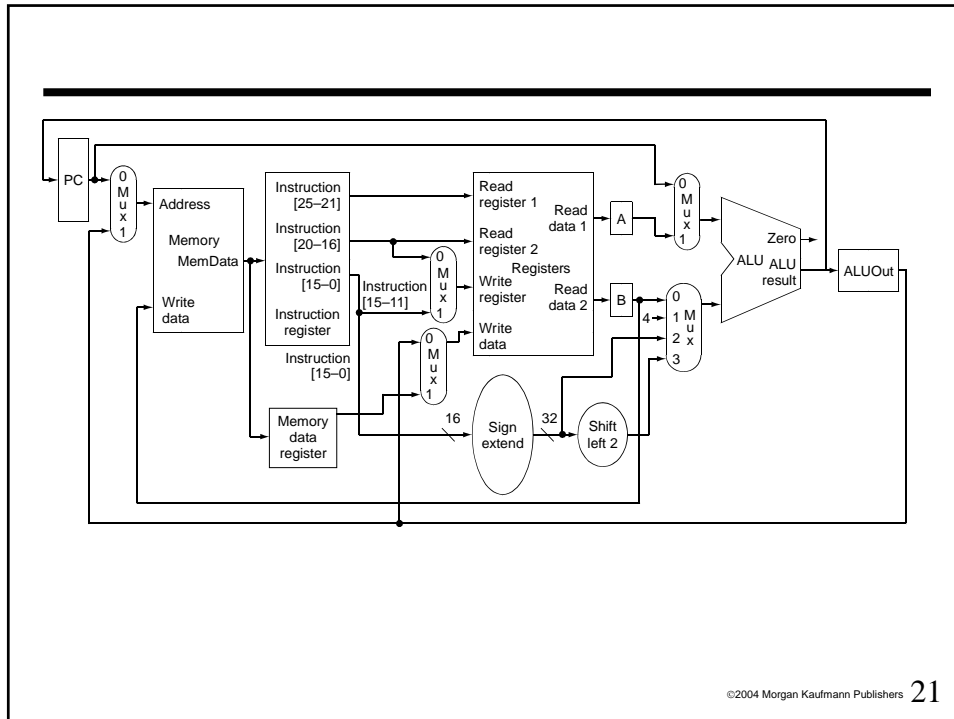 PC
0
M
u
x
1
Address
Memory
MemData
Write
data
Instruction
[25–21]
Instruction
[20–16]
Instruction
[15–0]
Instruction
register
Instruction
[15–11]
Instruction
[15–0]
Memory
data
register
0
M
u
x
1
0
M
u
x
1
Read
register 1
Read
register 2
Registers
Write
register
Write
data
Read
data 1
Read
data 2
16
Sign
extend
32
Shift
left 2
A
B
4
0
M
u
x
1
0
1
2
3
M
u
x
Zero
ALU
ALU
result
ALUOut
©2004 Morgan Kaufmann Publishers 21